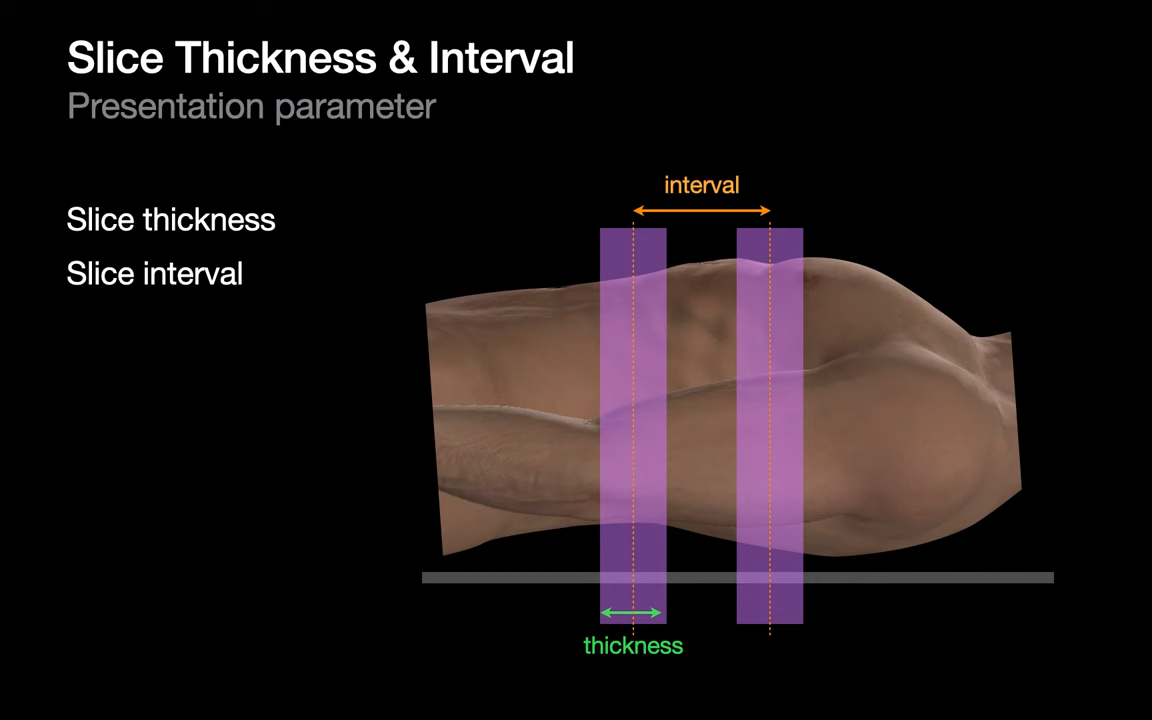 Slice Thickness & Interval
Presentation parameter
Slice thickness
Slice interval
interval
thickness